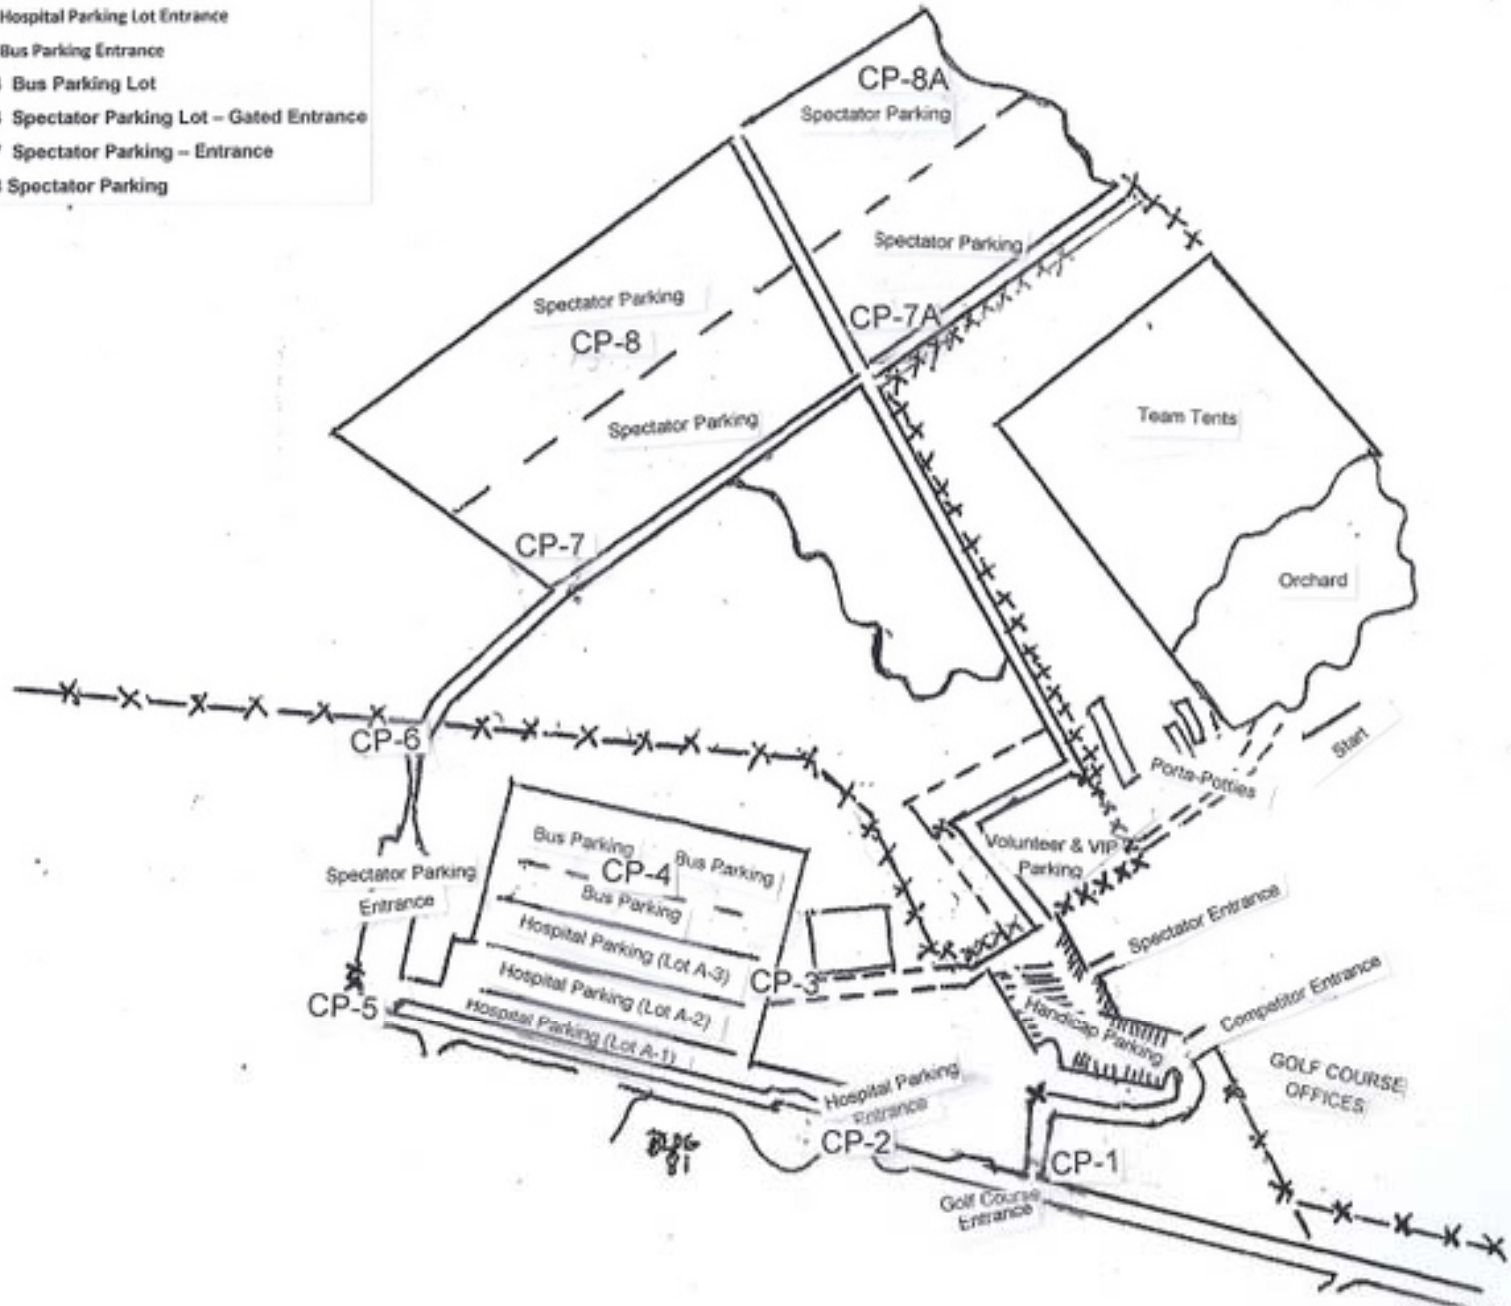 Hospital Parking Lot Entrance
Bus Parking Entrance
Bus Parking Lot
Spectator Parking Lot – Gated Entrance
Spectator Parking – Entrance
Spectator Parking
CP-8A
Spectator Parking
Spectator Parking
Spectator Parking
CP-7A
CP-8
Spectator Parking
Team Tents
CP-7
Orchard
CP-6
Start
Porta-Potties
Bus Parking
Bus Parking
Volunteer & VIP
Parking
CP-4
Spectator Parking
Entrance
Bus Parking
Spectator Entrance
Hospital Parking (Lot A-3)
CP-3
Hospital Parking (Lot A-2)
CP-5
Hospital Parking (Lot A-1)
Handicap Parking
Competitor Entrance
GOLF COURSE
OFFICES
Hospital Parking
Entrance
CP-2
BLDG
81
CP-1
Golf Course
Entrance